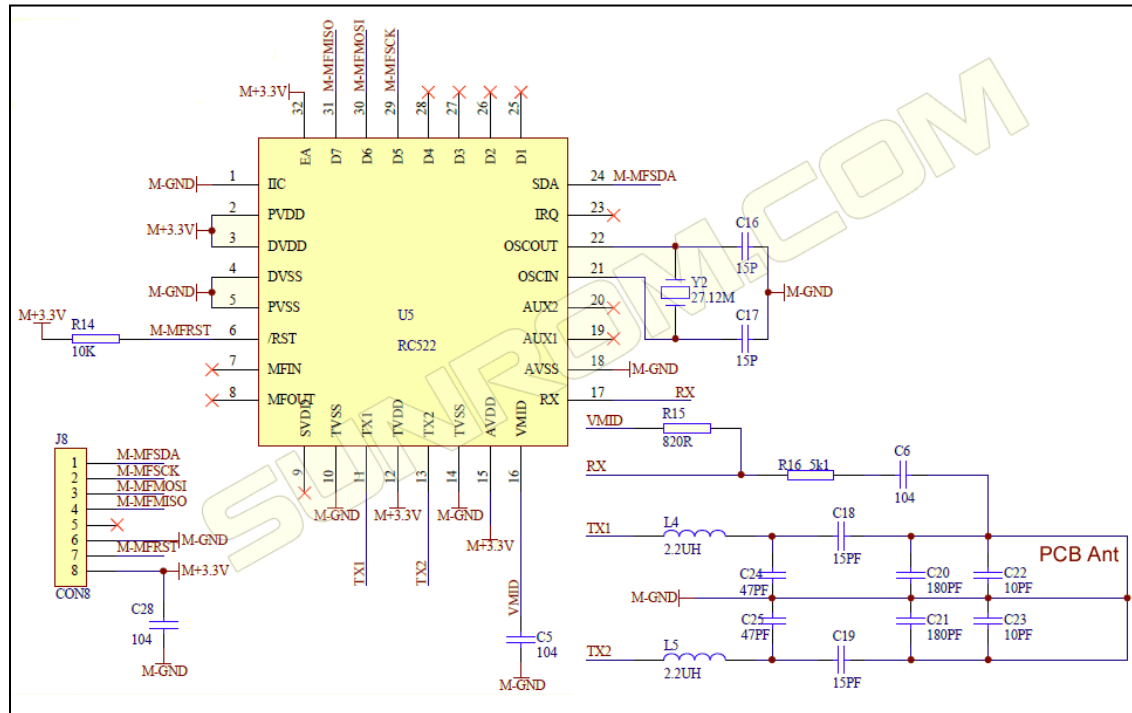 M-MFMISO
M-MFMOSI
M-MFSCK
M+3.3V
32
31
30
29
28
27
26
25
EA
D7
D6
D5
D4
D3
D2
D1
M-GND
1
IIC
2
PVDD
M+3.3V
3
DVDD
4
DVSS
M-GND
5
PVSS
M+3.3V
R14
10K
M-MFRST
6
/RST
7
MFIN
8
MFOUT
U5
RC522
SDA
24
M-MFSDA
IRQ
23
OSCOUT
22
OSCIN
21
AUX2
20
AUX1
19
AVSS
18
M-GND
RX
17
RX
C16
15P
Y2
27.12M
M-GND
C17
15P
SVDD
TVSS
TX1
TVDD
TX2
TVSS
AVDD
VMID
9
10
11
12
13
14
15
16
M-GND
M+3.3V
M-GND
M+3.3V
TX1
TX2
VMID
C5
104
M-GND
J8
1
M-MFSDA
2
M-MFSCK
3
M-MFMOSI
4
M-MFMISO
5
6
M-GND
7
M-MFRST
8
M+3.3V
CON8
C28
104
M-GND
VMID
R15
820R
RX
R16 5k1
C6
104
TX1
L4
2.2UH
C18
15PF
PCB Ant
C24
47PF
C20
180PF
C22
10PF
M-GND
C25
47PF
C21
180PF
C23
10PF
TX2
L5
2.2UH
C19
15PF
SUNROM.COM